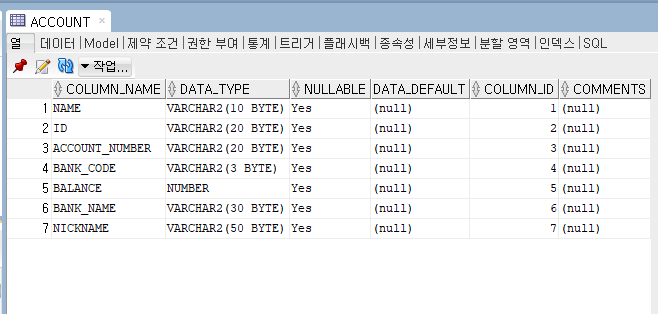 ACCOUNT ×
열 데이터 Model 제약 조건 권한 부여 통계 트리거 플래시백 종속성 세부정보 분할 영역 인덱스 SQL
작업...
COLUMN_NAME DATA_TYPE NULLABLE DATA_DEFAULT COLUMN_ID COMMENTS
1 NAME VARCHAR2(10 BYTE) Yes (null) 1 (null)
2 ID VARCHAR2(20 BYTE) Yes (null) 2 (null)
3 ACCOUNT_NUMBER VARCHAR2(20 BYTE) Yes (null) 3 (null)
4 BANK_CODE VARCHAR2(3 BYTE) Yes (null) 4 (null)
5 BALANCE NUMBER Yes (null) 5 (null)
6 BANK_NAME VARCHAR2(30 BYTE) Yes (null) 6 (null)
7 NICKNAME VARCHAR2(50 BYTE) Yes (null) 7 (null)